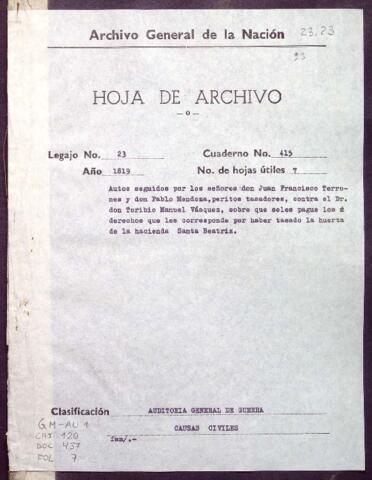 Archivo General de la Nación
23,23
23
HOJA DE ARCHIVO
—o—
Legajo No. 23 Cuaderno No. 415
Año 1819 No. de hojas útiles 7
Autos seguidos por los señores don Juan Francisco Terro-
nes y don Pablo Mendoza, peritos tasadores, contra el Dr.
don Toribio Manuel Vásquez, sobre que seles pague los
derechos que les corresponde por haber tasado la huerta
de la hacienda Santa Beatriz.
Clasificación AUDITORIA GENERAL DE GUERRA
CAUSAS CIVILES
fmm/.-
GM-AU 1
CAJ 120
DOC 437
FOL 7